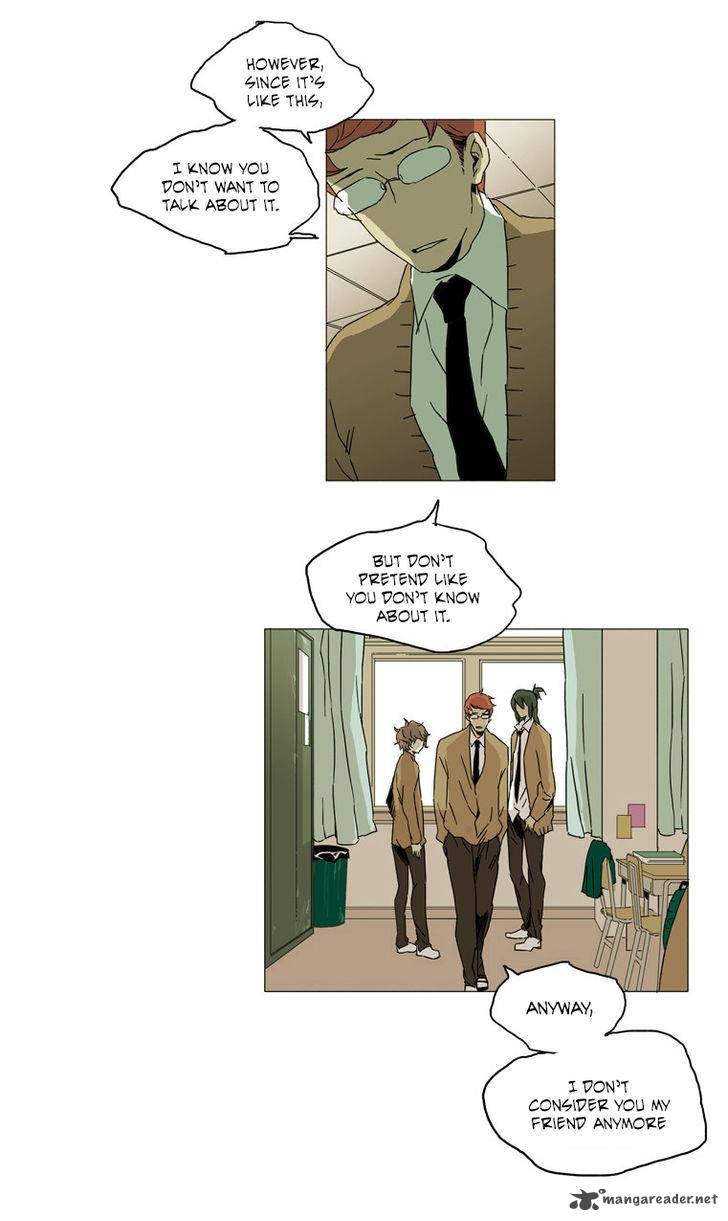 HOWEVER,
SINCE IT'S
LIKE THIS,
I KNOW YOU
DON'T WANT TO
TALK ABOUT IT.
BUT DON'T
PRETEND LIKE
YOU DON'T KNOW
ABOUT IT.
ANYWAY,
I DON'T
CONSIDER YOU MY
FRIEND ANYMORE
mangareader.net